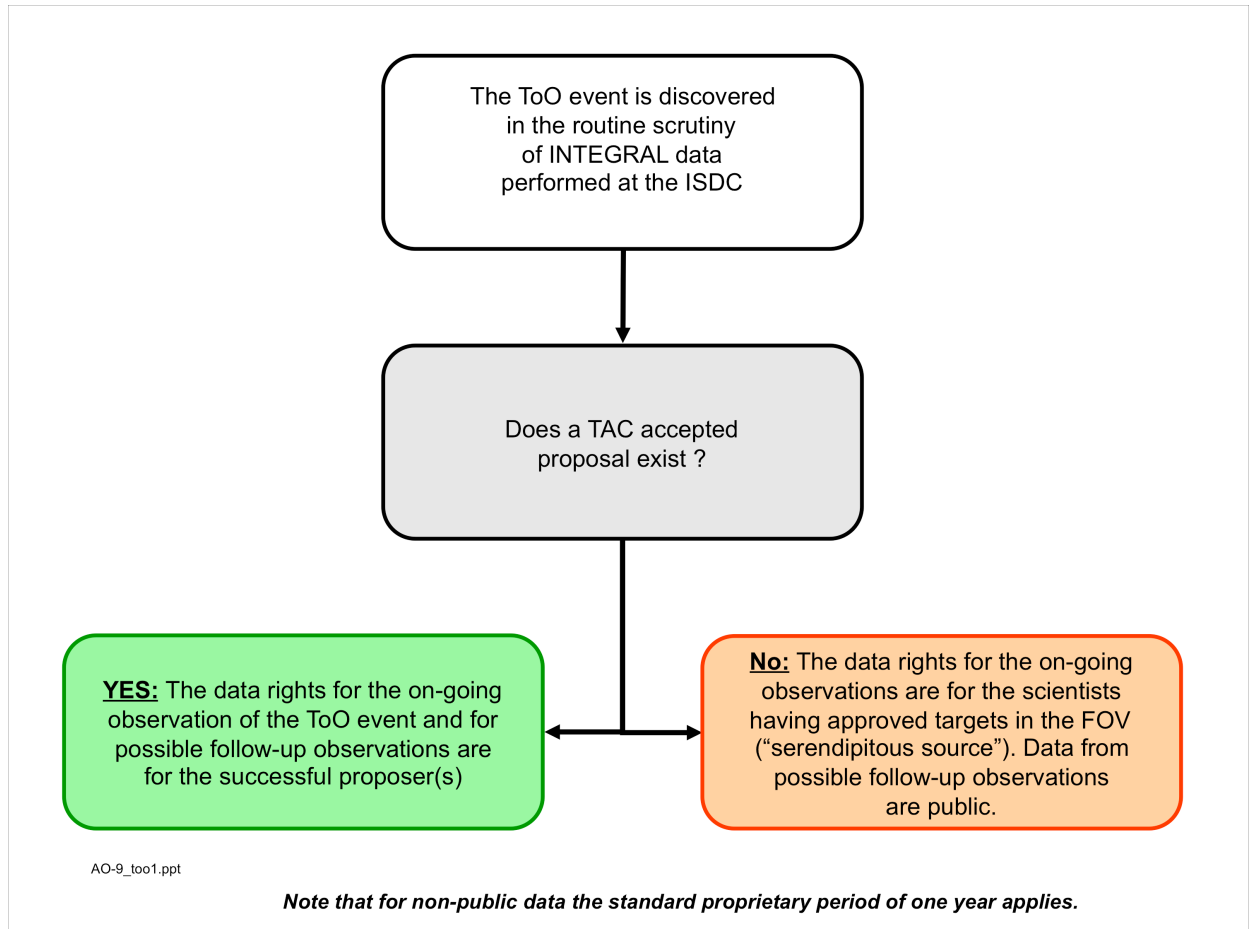 The ToO event is discovered
in the routine scrutiny
of INTEGRAL data
performed at the ISDC
Does a TAC accepted
proposal exist ?
YES: The data rights for the on-going
observation of the ToO event and for
possible follow-up observations are
for the successful proposer(s)
No: The data rights for the on-going
observations are for the scientists
having approved targets in the FOV
(“serendipitous source”). Data from
possible follow-up observations
are public.
AO-9_too1.ppt
Note that for non-public data the standard proprietary period of one year applies.